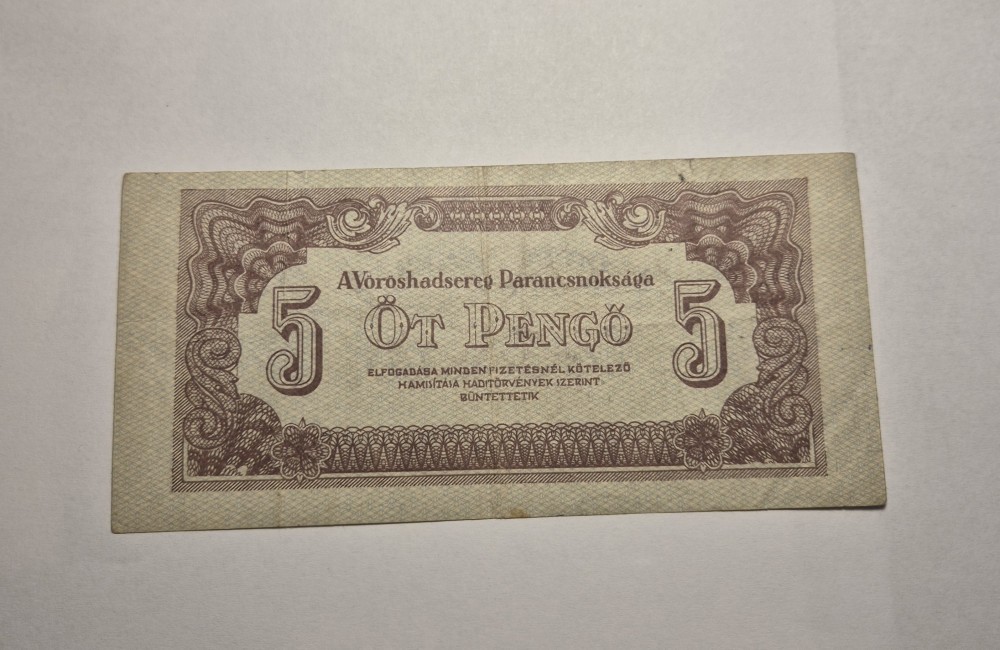 A Vöröshadsereg Parancsnoksága
5 ÖT PENGŐ 5
ELFOGADÁSA MINDEN FIZETÉSNÉL KÖTELEZŐ
HAMISÍTÁSA HADITÖRVÉNYEK SZERINT
BÜNTETTETIK